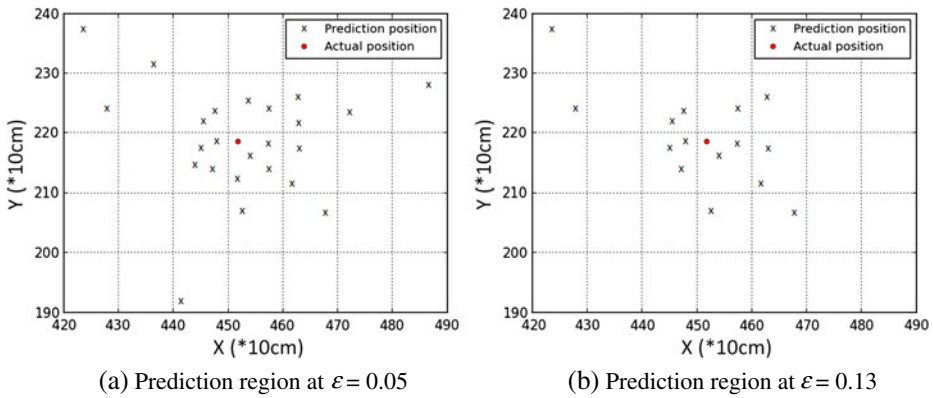 240
230
220
210
200
190
Y (*10cm)
x Prediction position
Actual position
420 430 440 450 460 470 480 490
X (*10cm)
(a) Prediction region at ε = 0.05
240
230
220
210
200
190
Y (*10cm)
x Prediction position
Actual position
420 430 440 450 460 470 480 490
X (*10cm)
(b) Prediction region at ε = 0.13